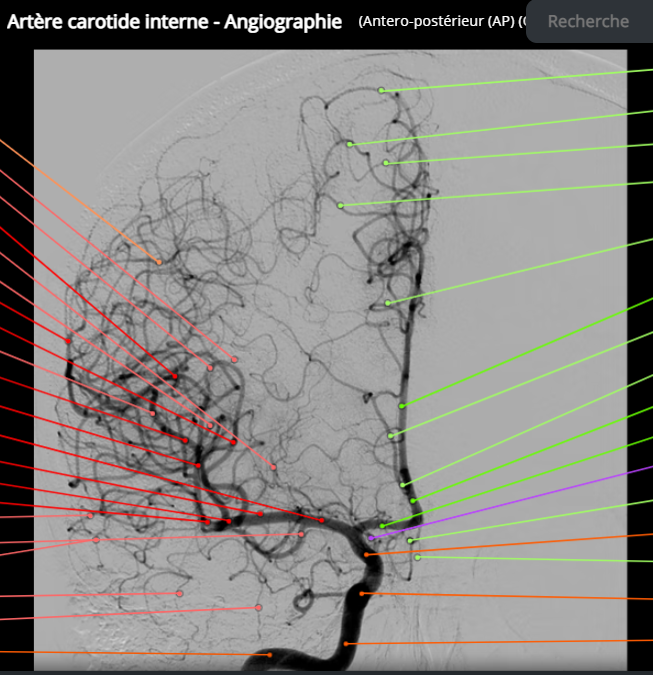 Artère carotide interne - Angiographie
(Antero-postérieur (AP) (
Recherche